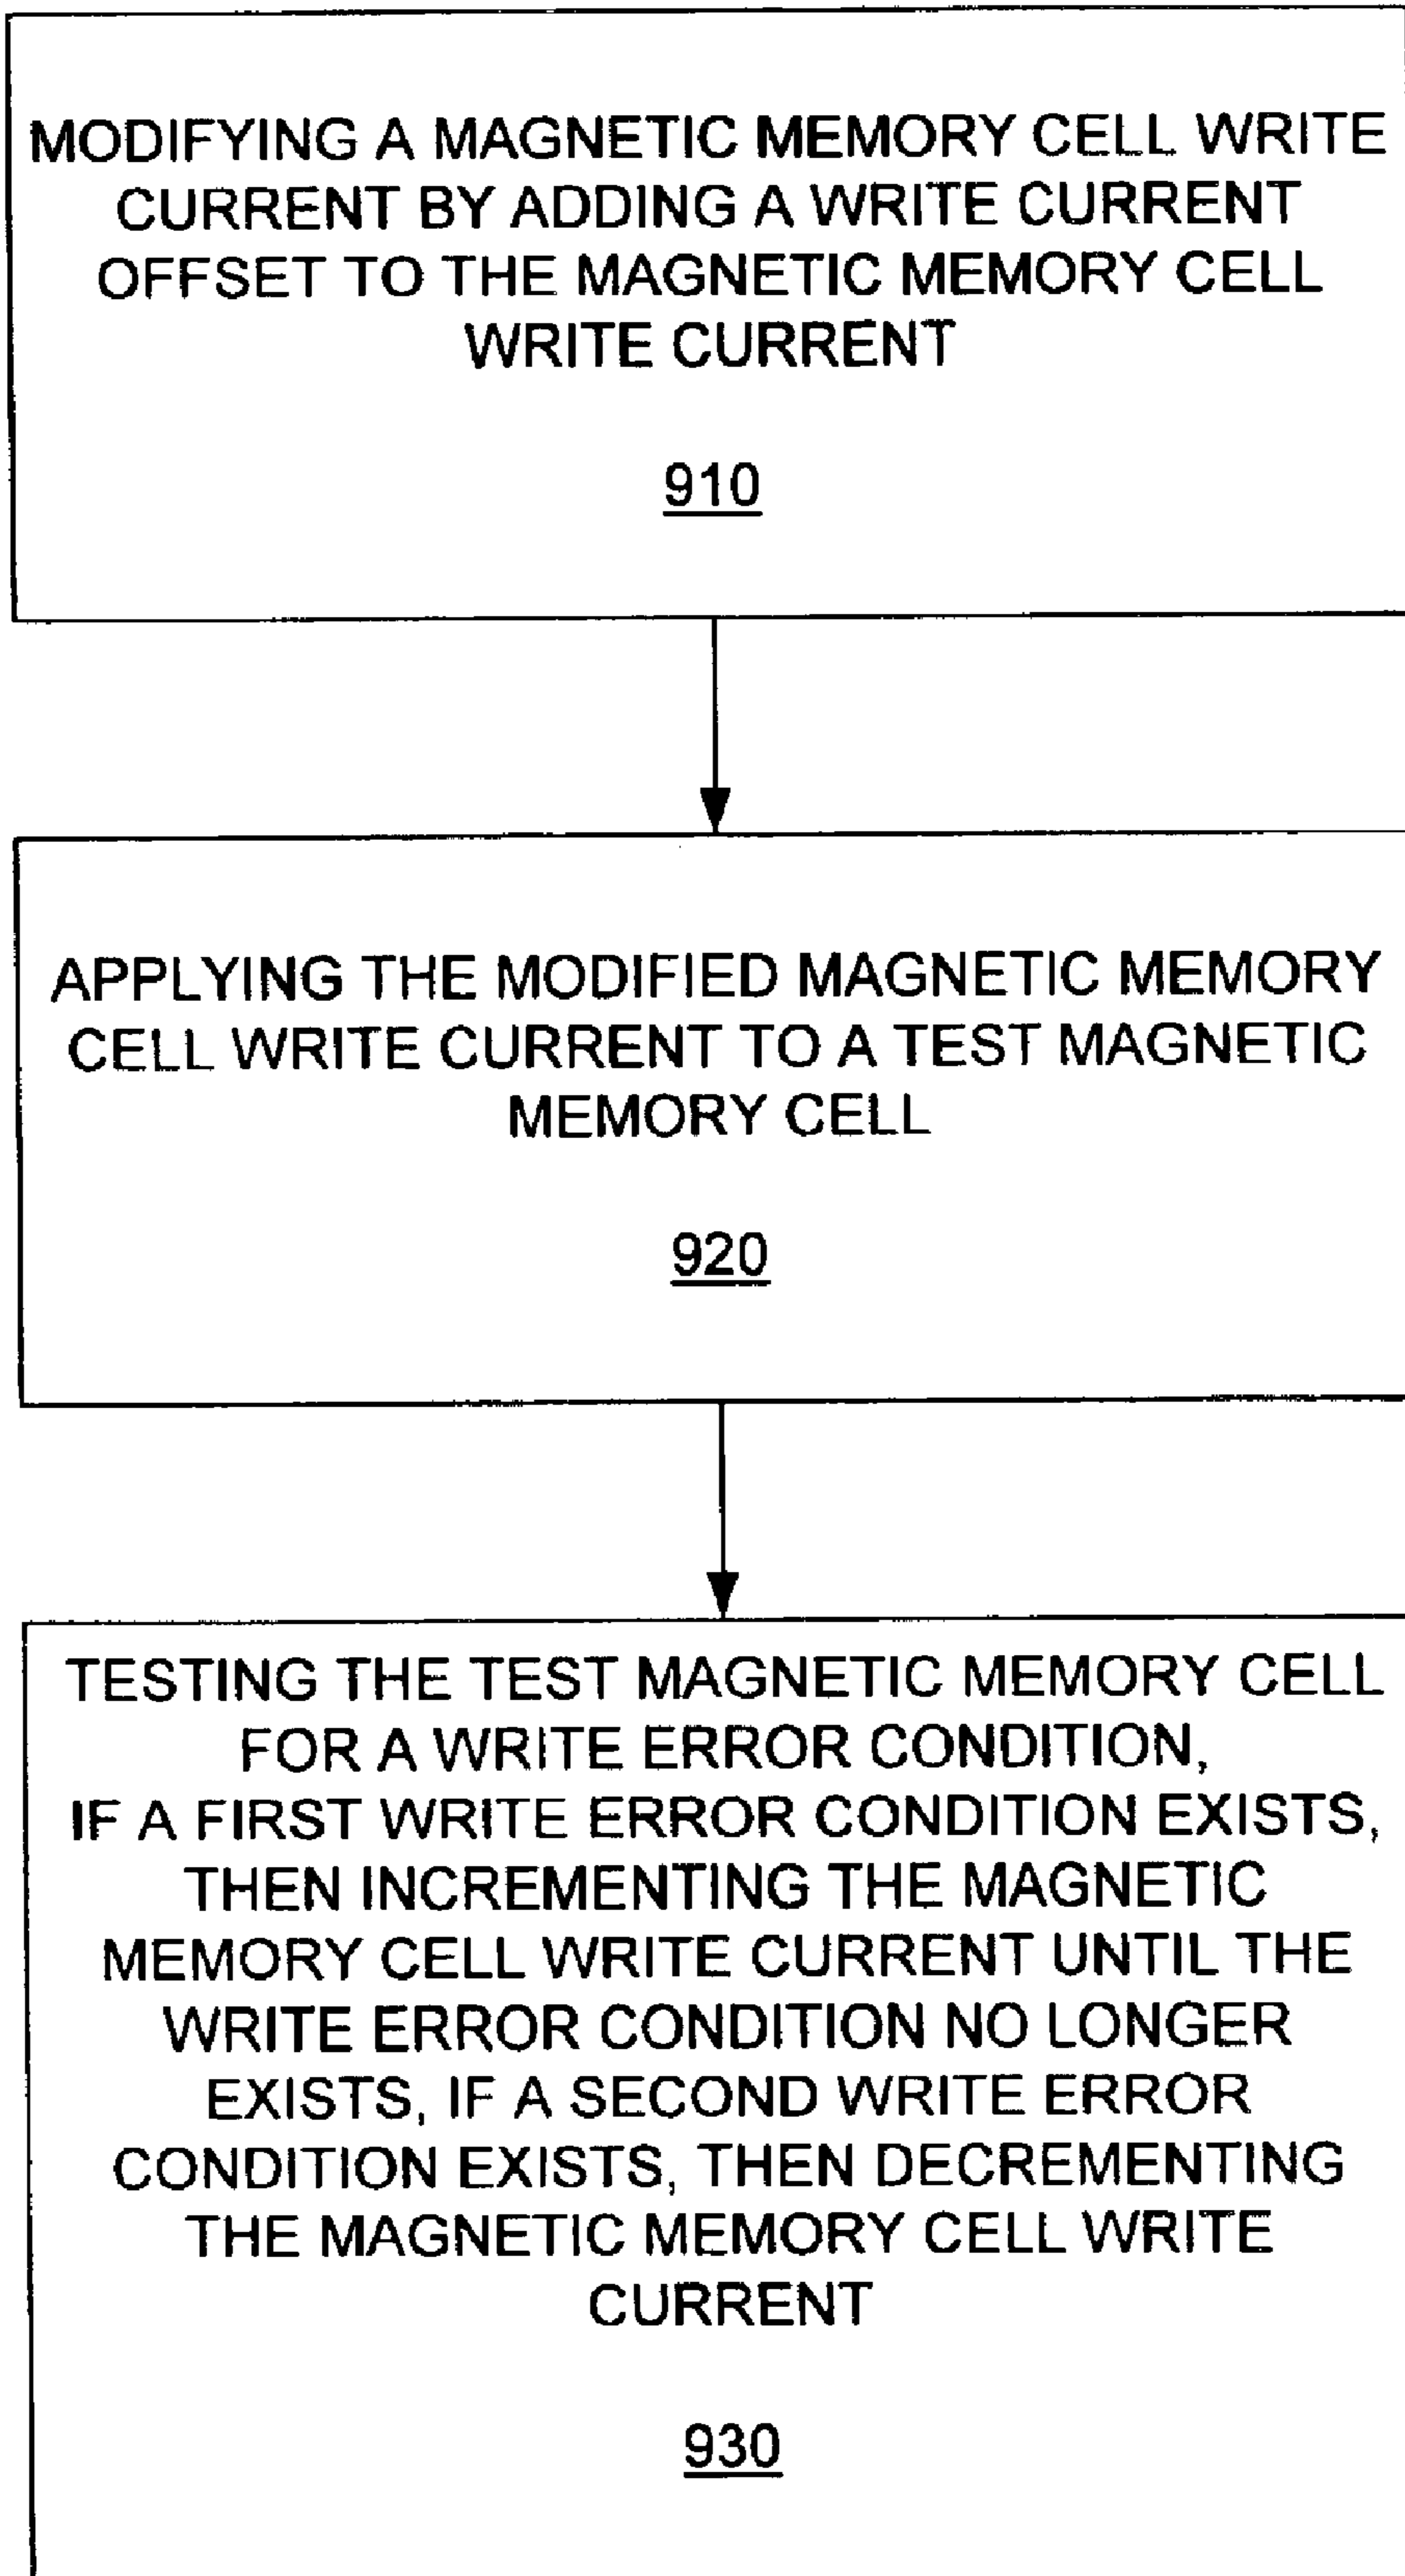 MODIFYING A MAGNETIC MEMORY CELL WRITE
CURRENT BY ADDING A WRITE CURRENT
OFFSET TO THE MAGNETIC MEMORY CELL
WRITE CURRENT
910
APPLYING THE MODIFIED MAGNETIC MEMORY
CELL WRITE CURRENT TO A TEST MAGNETIC
MEMORY CELL
920
TESTING THE TEST MAGNETIC MEMORY CELL
FOR A WRITE ERROR CONDITION,
IF A FIRST WRITE ERROR CONDITION EXISTS,
THEN INCREMENTING THE MAGNETIC
MEMORY CELL WRITE CURRENT UNTIL THE
WRITE ERROR CONDITION NO LONGER
EXISTS, IF A SECOND WRITE ERROR
CONDITION EXISTS, THEN DECREMENTING
THE MAGNETIC MEMORY CELL WRITE
CURRENT
930